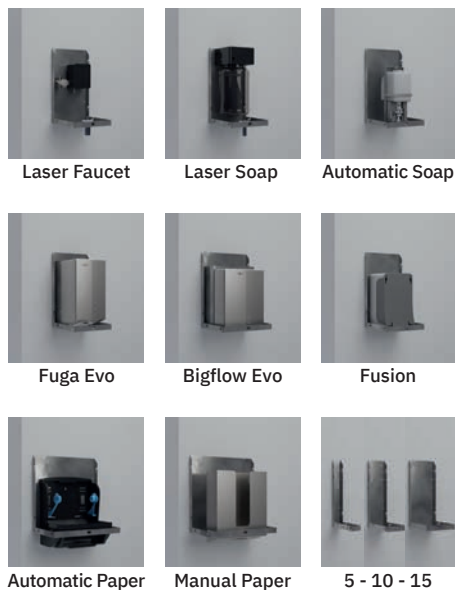 Laser Faucet
Laser Soap
Automatic Soap
Fuga Evo
Bigflow Evo
Fusion
Automatic Paper
Manual Paper
5 - 10 - 15